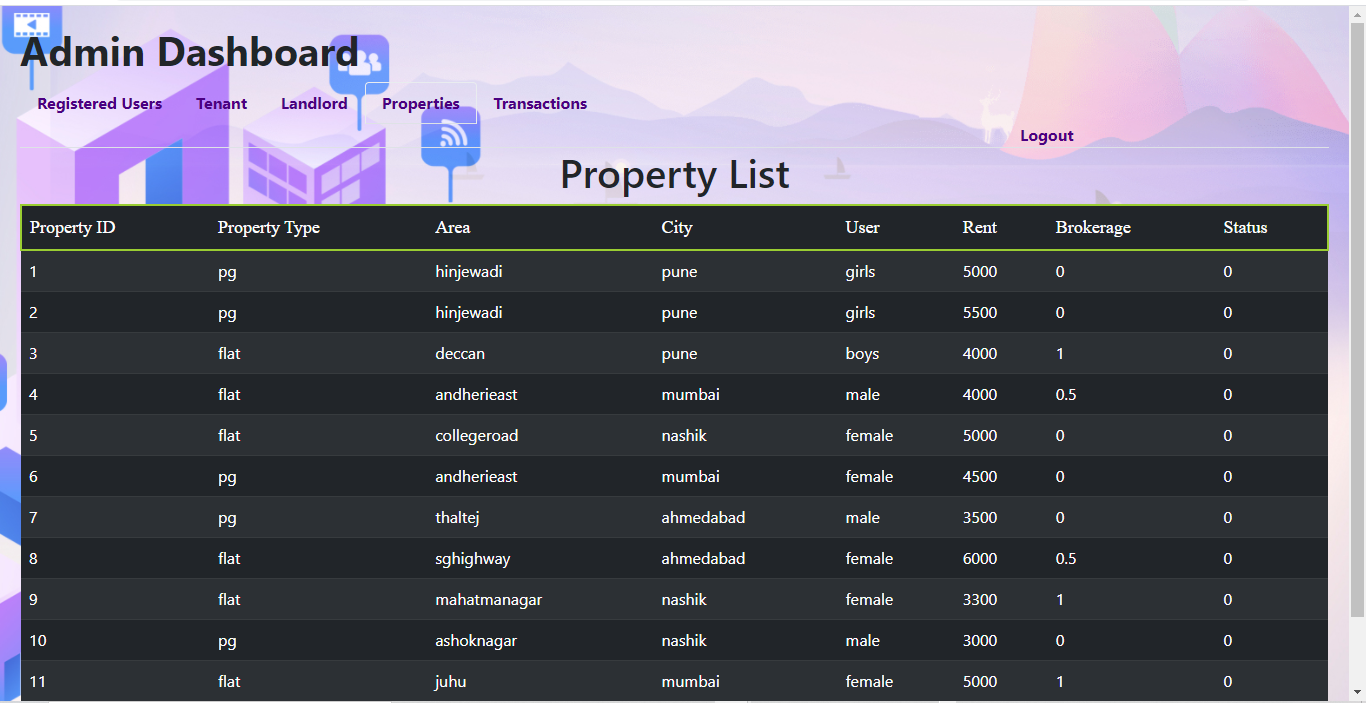 Admin Dashboard
Registered Users Tenant Landlord Properties Transactions
Logout
Property List
Property ID Property Type Area City User Rent Brokerage Status
1 pg hinjewadi pune girls 5000 0 0
2 pg hinjewadi pune girls 5500 0 0
3 flat deccan pune boys 4000 1 0
4 flat andherieast mumbai male 4000 0.5 0
5 flat collegeroad nashik female 5000 0 0
6 pg andherieast mumbai female 4500 0 0
7 pg thaltej ahmedabad male 3500 0 0
8 flat sghighway ahmedabad female 6000 0.5 0
9 flat mahatmanagar nashik female 3300 1 0
10 pg ashoknagar nashik male 3000 0 0
11 flat juhu mumbai female 5000 1 0